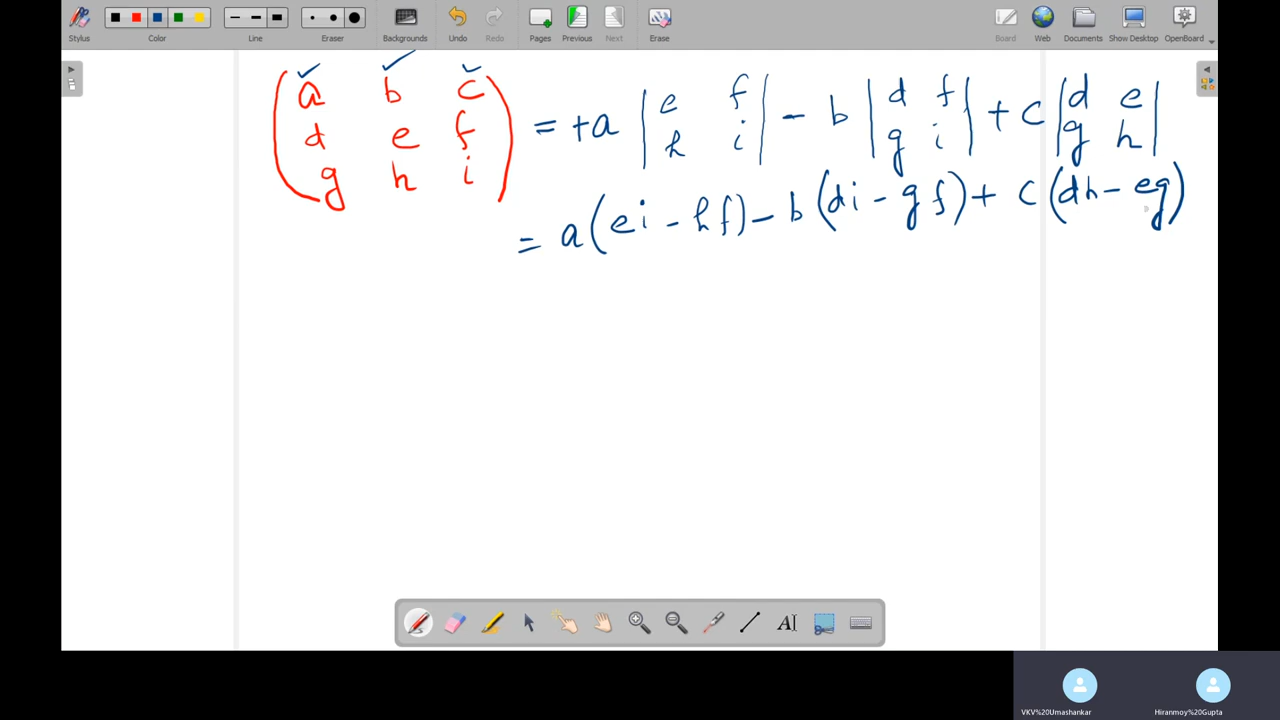 Stylus Color Line Eraser Backgrounds Undo Redo Pages Previous Next Erase Board Web Documents Show Desktop OpenBoard
a b c
d e f
g h i
= +a |e f| - b |d f| + c |d e|
|h i| |g i| |g h|
= a(ei - hf) - b(di - gf) + c(dh - eg)
AI
VKV%20Umashankar Hiranmoy%20Gupta